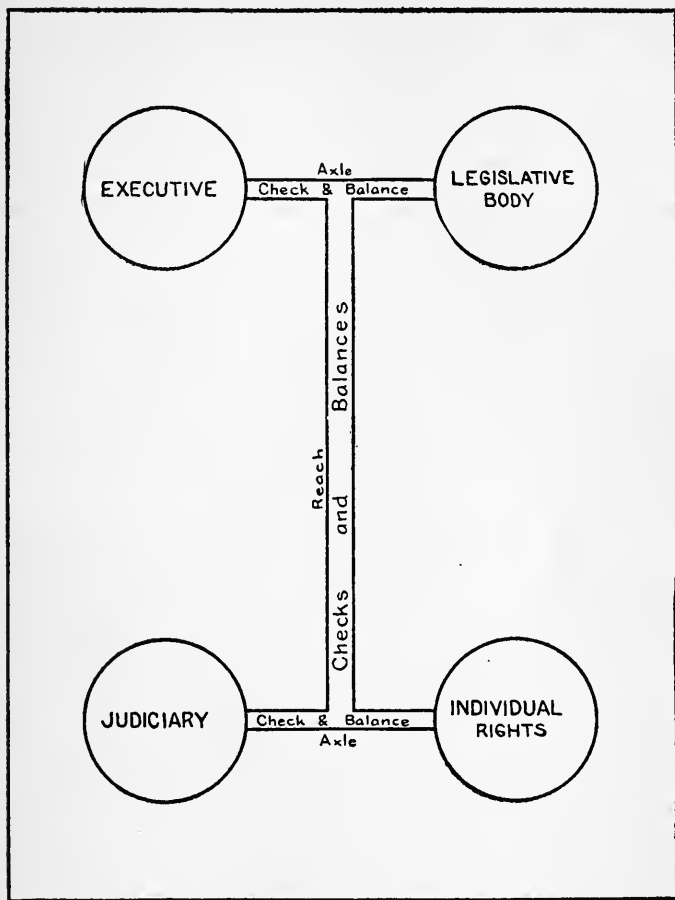 Axle
EXECUTIVE
Check & Balance
LEGISLATIVE
BODY
Reach
Checks and Balances
JUDICIARY
Check & Balance
INDIVIDUAL
RIGHTS
Axle